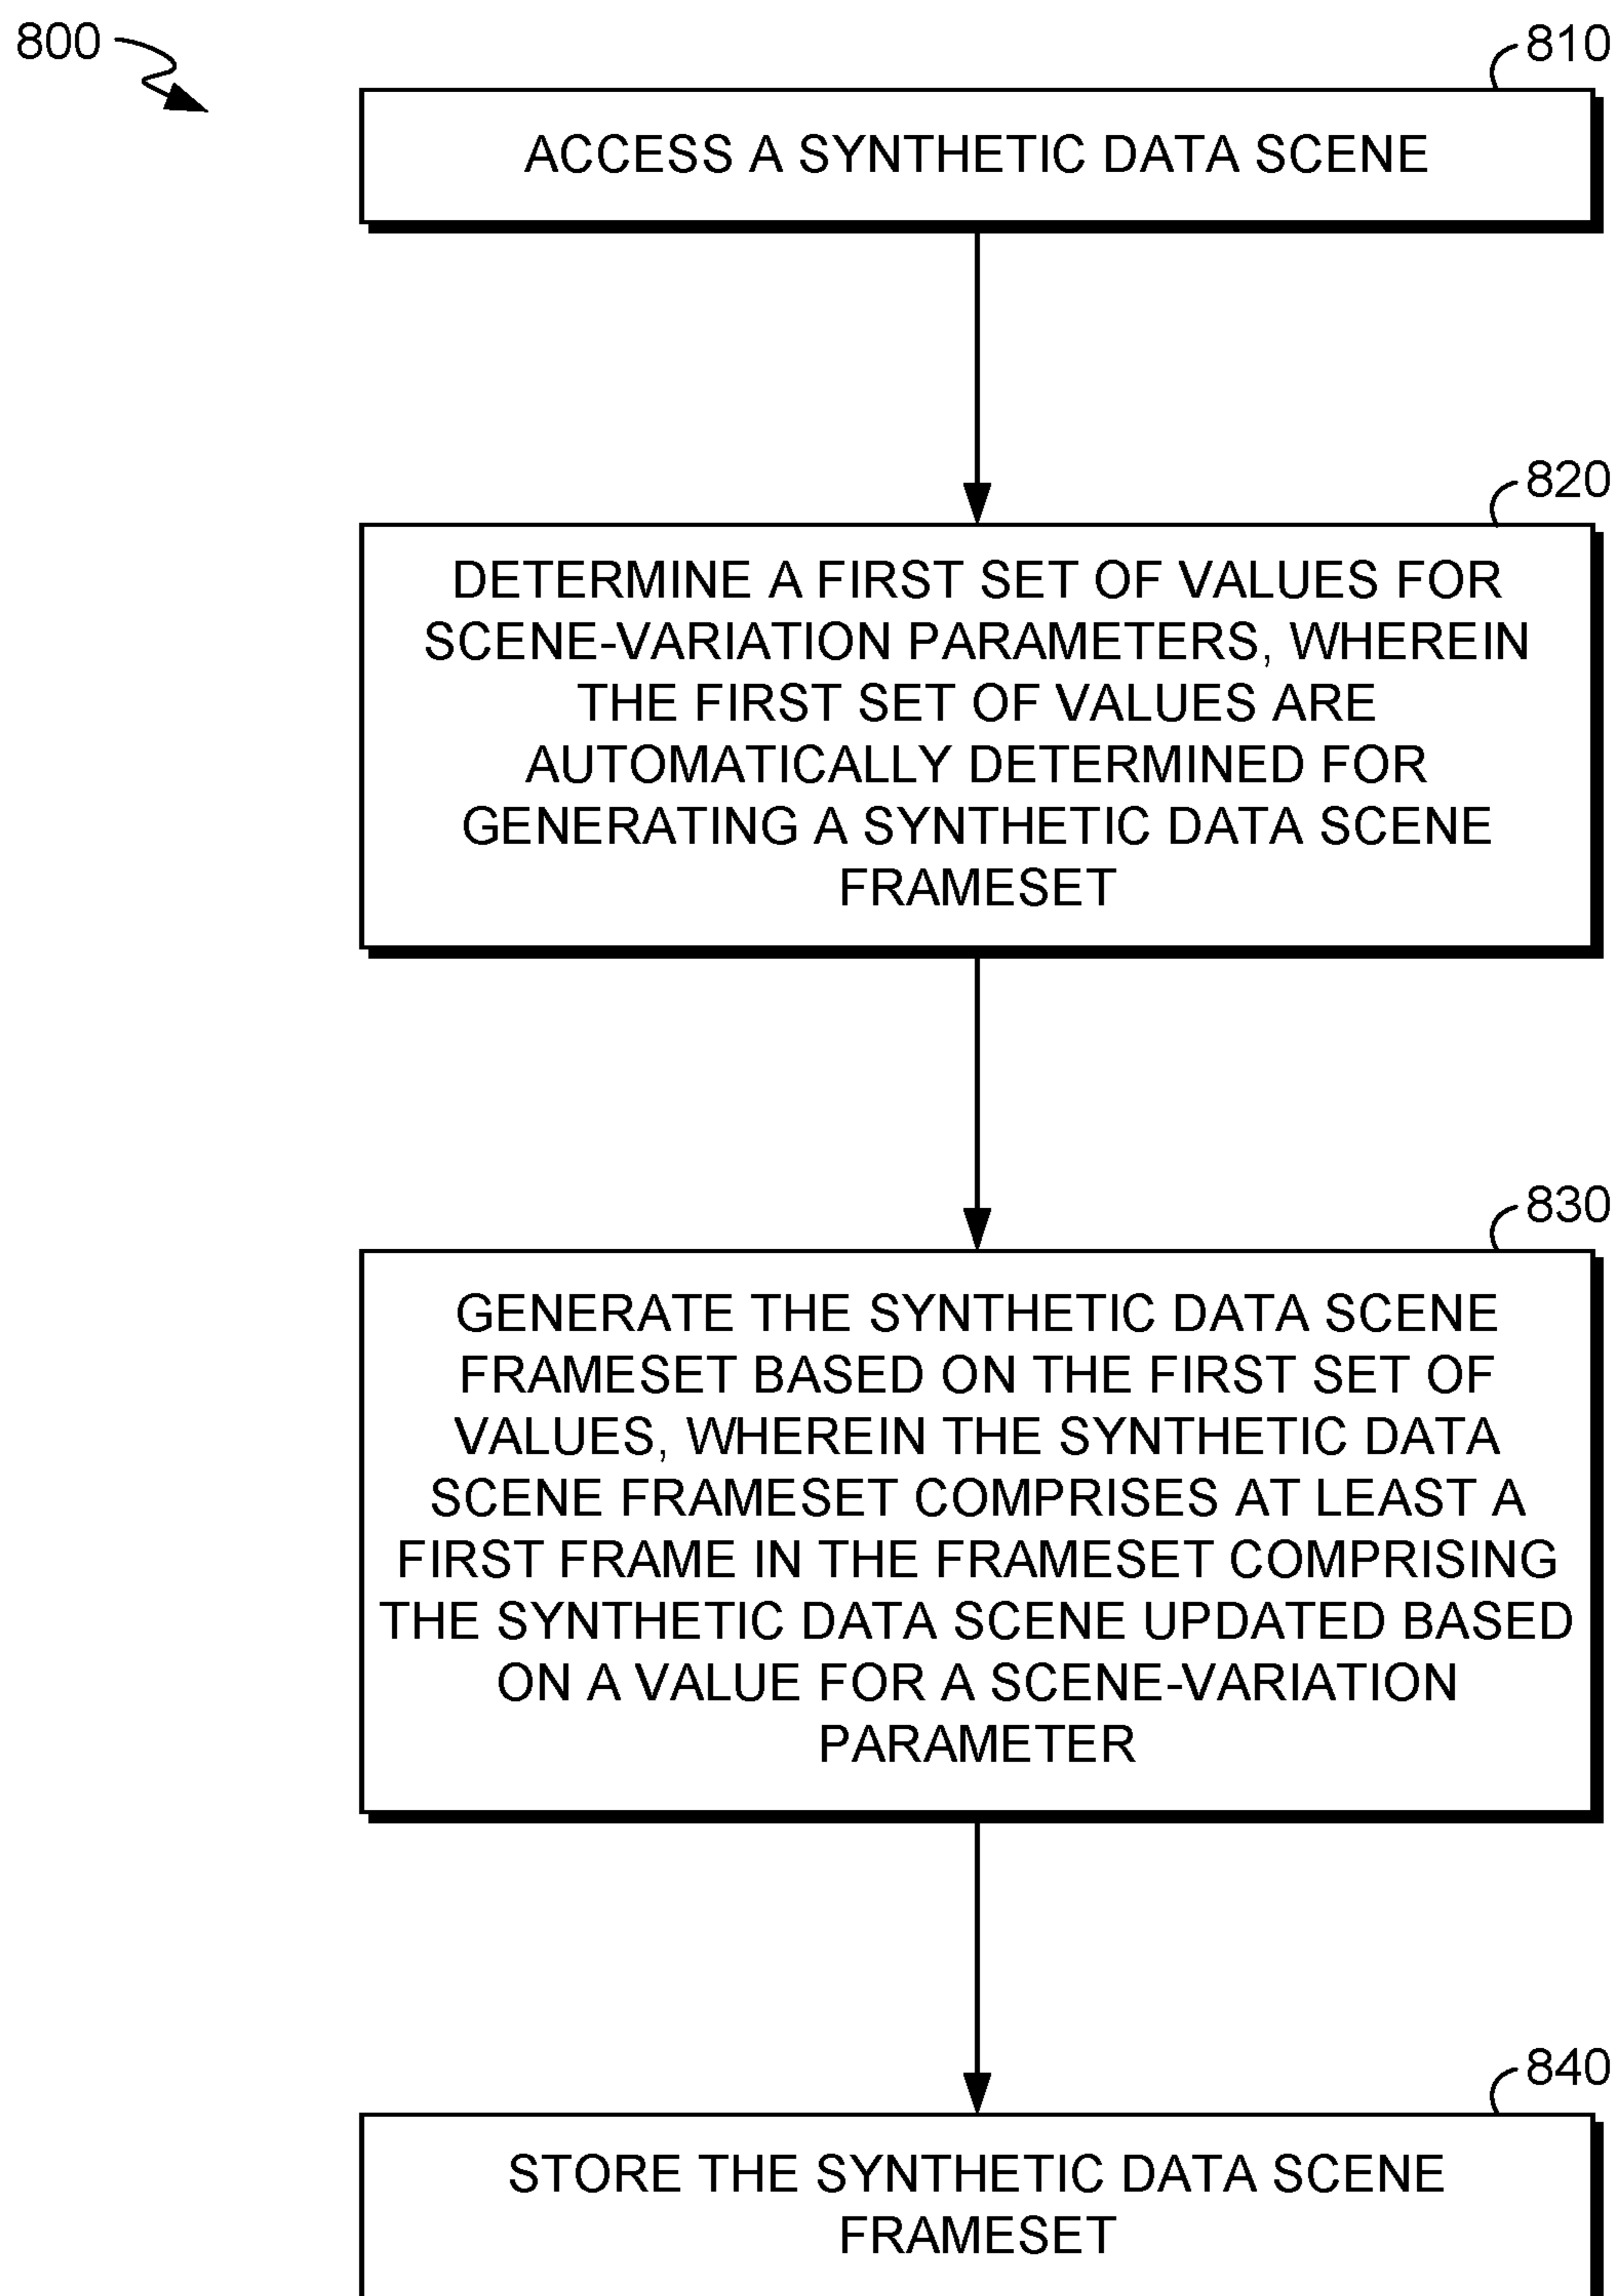 800
810
ACCESS A SYNTHETIC DATA SCENE
820
DETERMINE A FIRST SET OF VALUES FOR
SCENE-VARIATION PARAMETERS, WHEREIN
THE FIRST SET OF VALUES ARE
AUTOMATICALLY DETERMINED FOR
GENERATING A SYNTHETIC DATA SCENE
FRAMESET
830
GENERATE THE SYNTHETIC DATA SCENE
FRAMESET BASED ON THE FIRST SET OF
VALUES, WHEREIN THE SYNTHETIC DATA
SCENE FRAMESET COMPRISES AT LEAST A
FIRST FRAME IN THE FRAMESET COMPRISING
THE SYNTHETIC DATA SCENE UPDATED BASED
ON A VALUE FOR A SCENE-VARIATION
PARAMETER
840
STORE THE SYNTHETIC DATA SCENE
FRAMESET